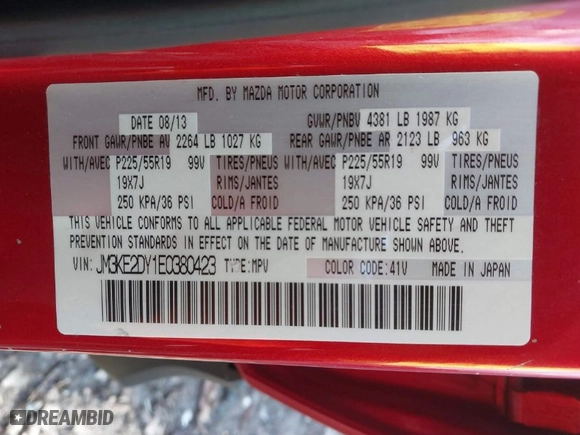 MFD. BY MAZDA MOTOR CORPORATION
DATE 08/13 GVWR/PNBV 4381 LB 1987 KG
FRONT GAWR/PNBE AV 2264 LB 1027 KG REAR GAWR/PNBE AR 2123 LB 963 KG
WITH/AVEC P225/55R19 99V TIRES/PNEUS WITH/AVEC P225/55R19 99V TIRES/PNEUS
19X7J RIMS/JANTES 19X7J RIMS/JANTES
250 KPA/36 PSI COLD/A FROID 250 KPA/36 PSI COLD/A FROID
THIS VEHICLE CONFORMS TO ALL APPLICABLE FEDERAL MOTOR VEHICLE SAFETY AND THEFT
PREVENTION STANDARDS IN EFFECT ON THE DATE OF MANUFACTURE SHOWN ABOVE.
VIN: JM3KE2DY1E0380423 TYPE:MPV COLOR CODE:41V MADE IN JAPAN
DREAMBID